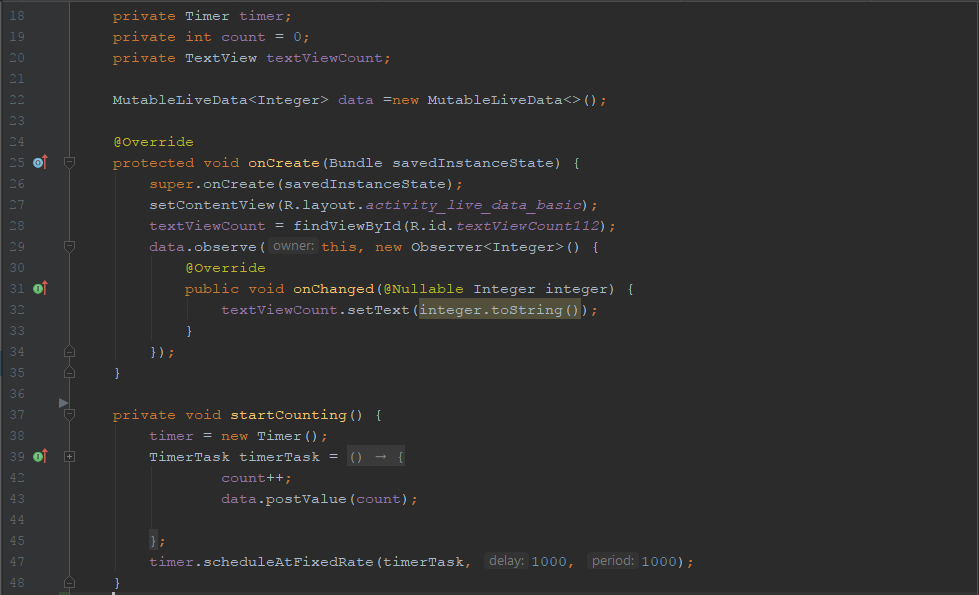 18 private Timer timer;
19 private int count = 0;
20 private TextView textViewCount;
21
22 MutableLiveData<Integer> data =new MutableLiveData<>();
23
24 @Override
25 protected void onCreate(Bundle savedInstanceState) {
26 super.onCreate(savedInstanceState);
27 setContentView(R.layout.activity_live_data_basic);
28 textViewCount = findViewById(R.id.textViewCount112);
29 data.observe( owner: this, new Observer<Integer>() {
30 @Override
31 public void onChanged(@Nullable Integer integer) {
32 textViewCount.setText(integer.toString());
33 }
34 });
35 }
36
37 private void startCounting() {
38 timer = new Timer();
39 TimerTask timerTask = () → {
42 count++;
43 data.postValue(count);
44
45 };
47 timer.scheduleAtFixedRate(timerTask, delay: 1000, period: 1000);
48 }